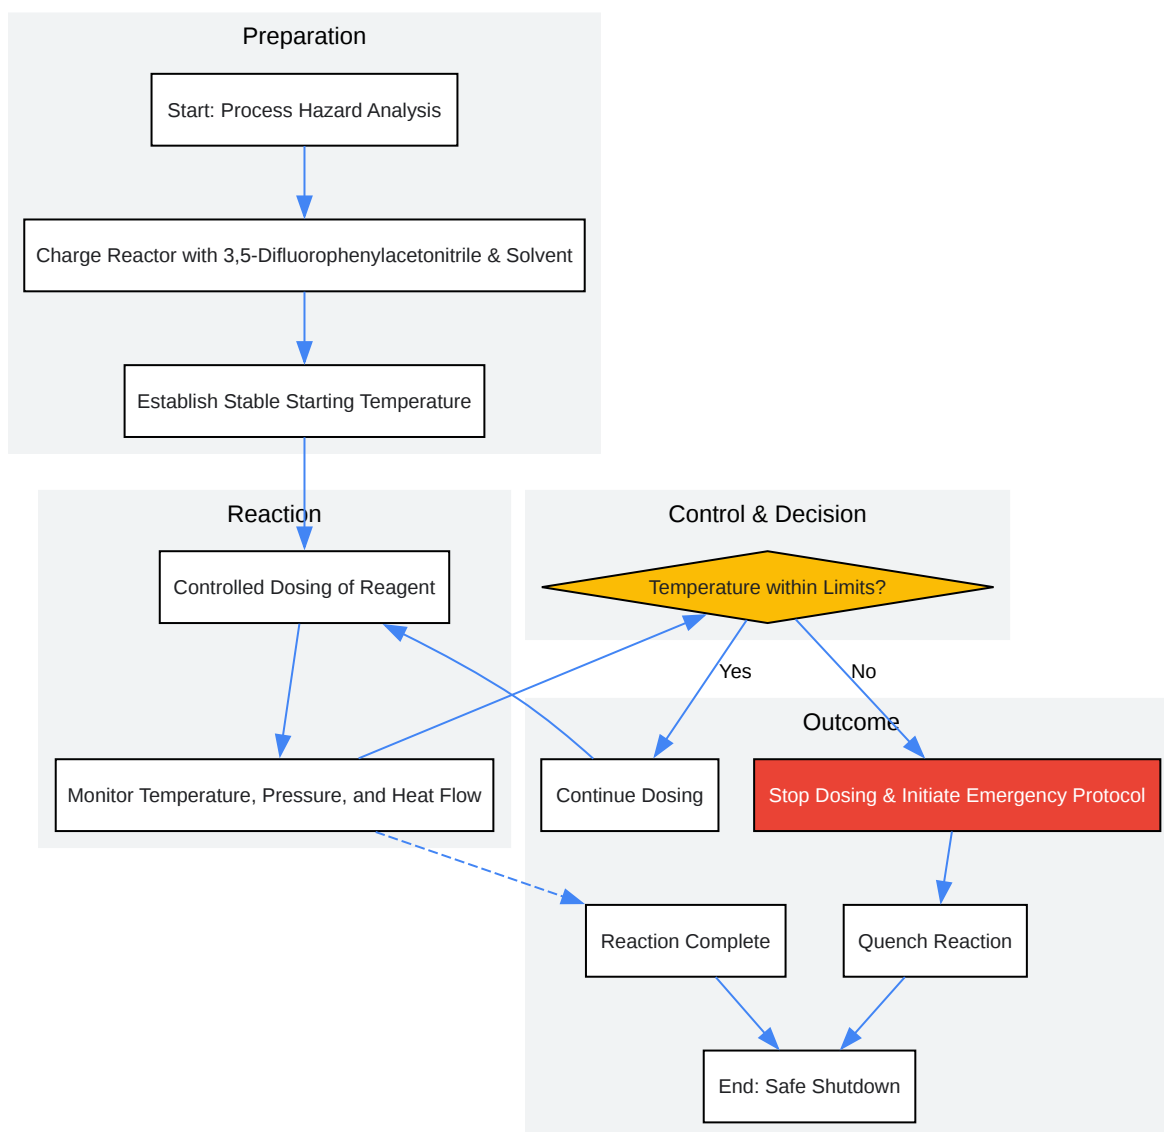 Preparation
Start: Process Hazard Analysis
Charge Reactor with 3,5-Difluorophenylacetonitrile & Solvent
Establish Stable Starting Temperature
Reaction
Control & Decision
Controlled Dosing of Reagent
Temperature within Limits?
Yes
No
Outcome
Monitor Temperature, Pressure, and Heat Flow
Continue Dosing
Stop Dosing & Initiate Emergency Protocol
Reaction Complete
Quench Reaction
End: Safe Shutdown